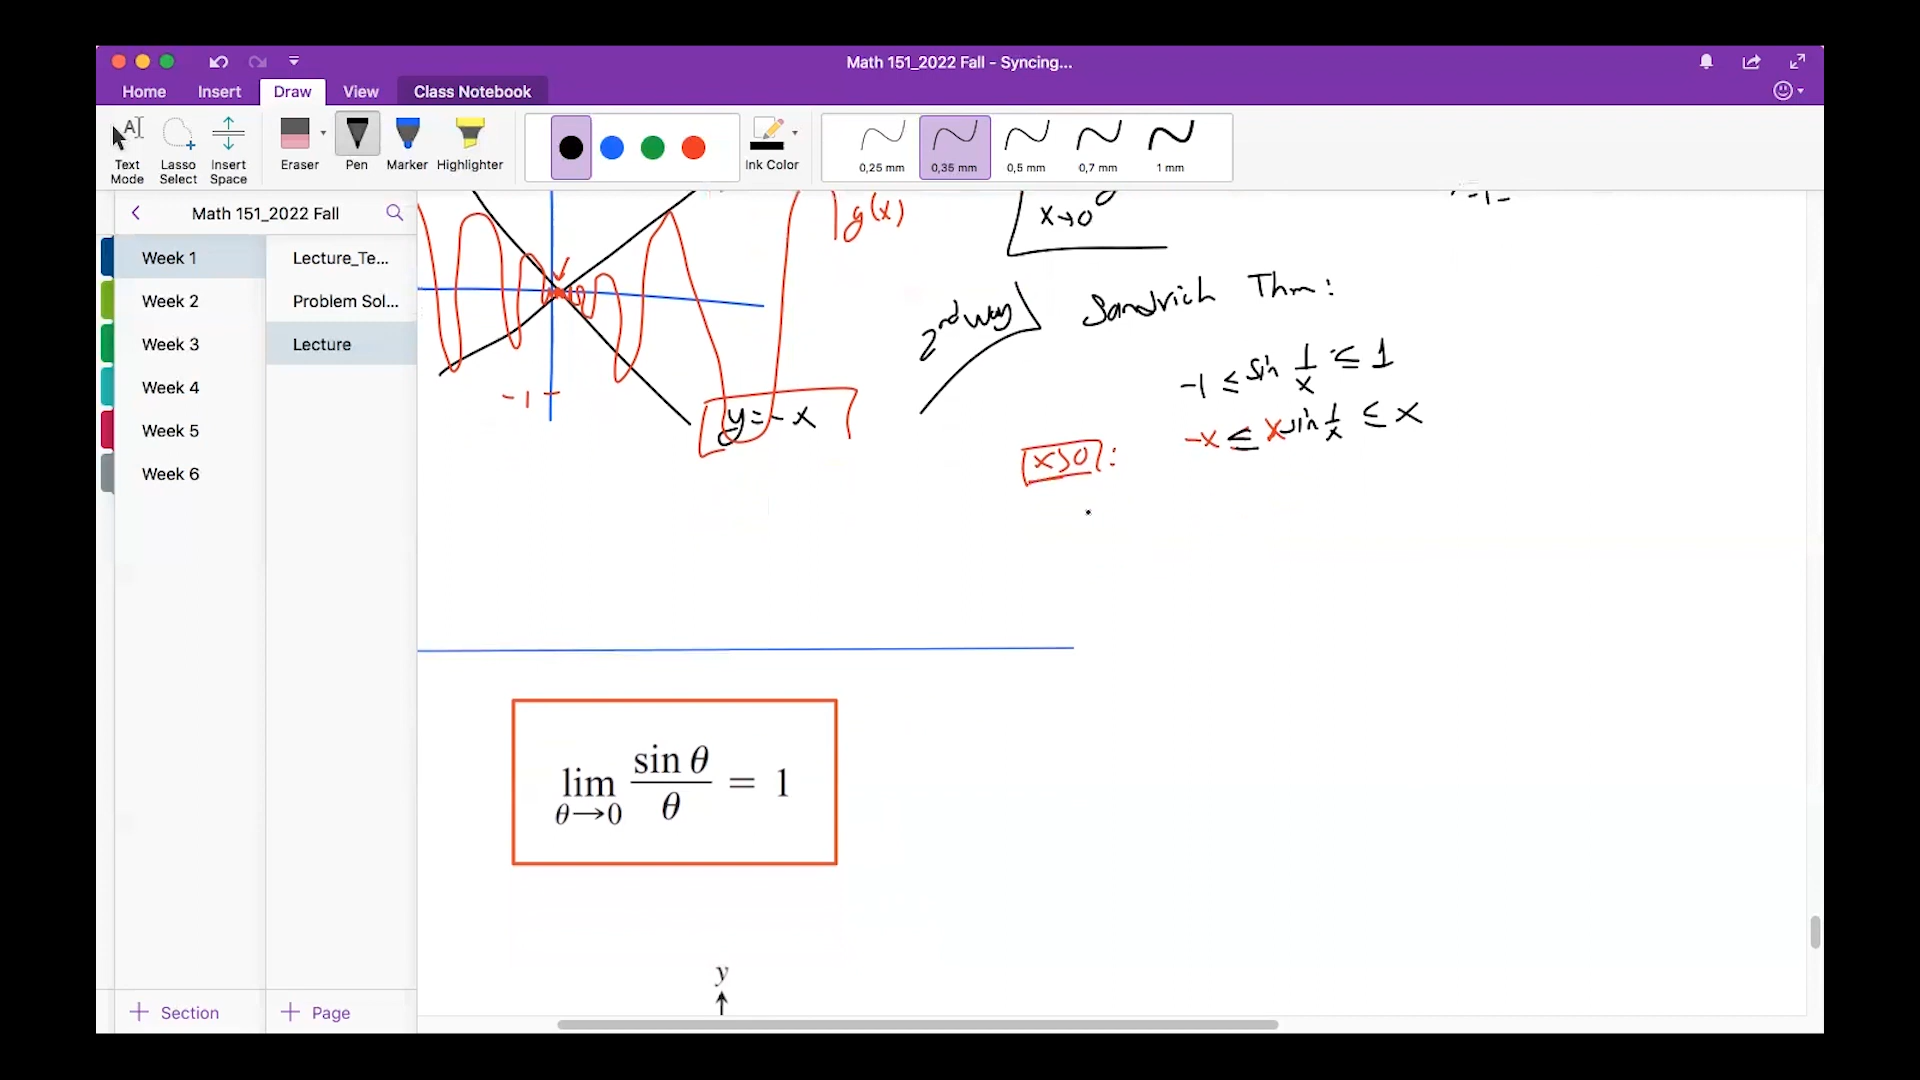 Math 151_2022 Fall – Syncing...
Home Insert Draw View Class Notebook
Text Mode
Lasso Select
Insert Space
Eraser
Pen
Marker
Highlighter
Ink Color
0,25 mm
0,35 mm
0,5 mm
0,7 mm
1 mm
Math 151_2022 Fall
Week 1
Week 2
Week 3
Week 4
Week 5
Week 6
Lecture_Te...
Problem Sol...
Lecture
+ Section
+ Page
g(x)
-1
y=-x
x→0
2nd way
Sandwich Thm:
-1 ≤ sin 1/x ≤ 1
x>0:
-x ≤ x sin 1/x ≤ x
lim θ→0 sin θ / θ = 1
y